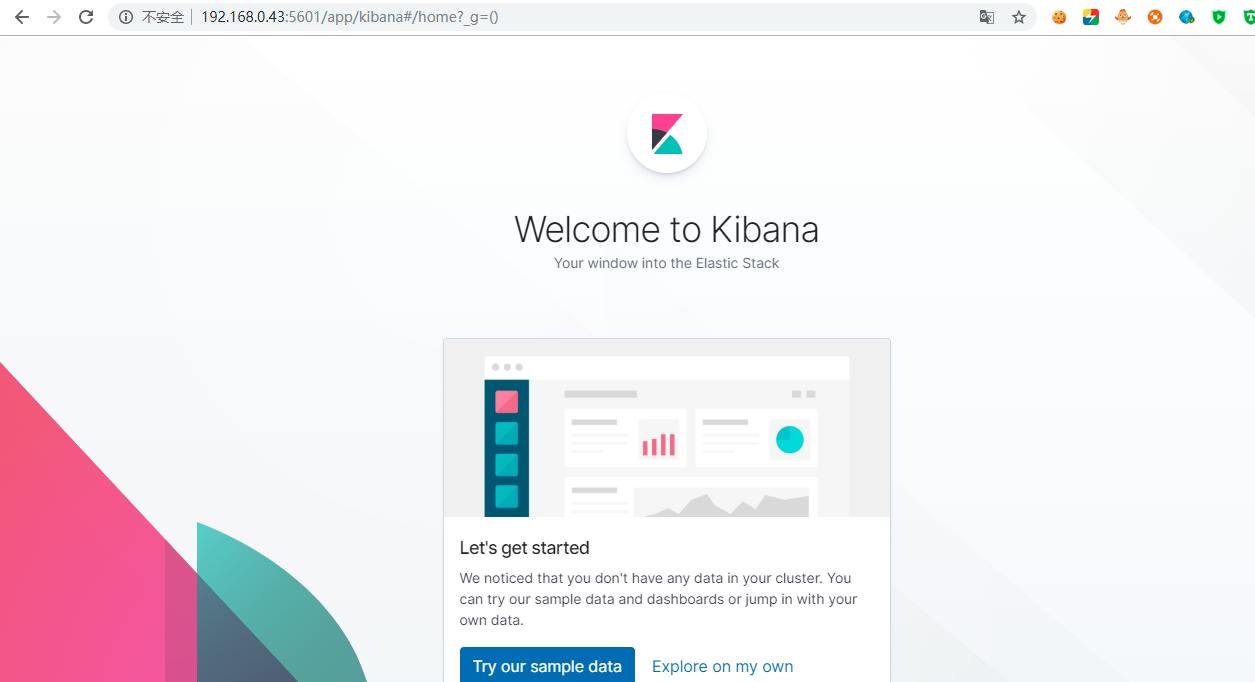 不安全 192.168.0.43:5601/app/kibana#/home?_g=()
Welcome to Kibana
Your window into the Elastic Stack
Let's get started
We noticed that you don't have any data in your cluster. You
can try our sample data and dashboards or jump in with your
own data.
Try our sample data Explore on my own